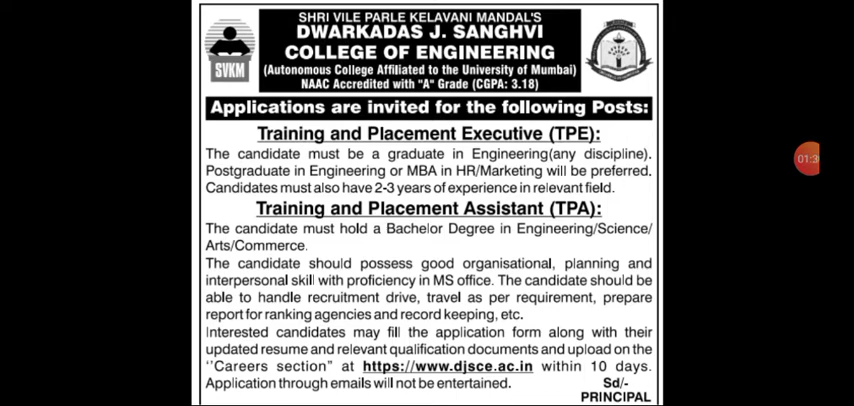 SHRI VILE PARLE KELAVANI MANDAL'S
DWARKADAS J. SANGHVI
COLLEGE OF ENGINEERING
(Autonomous College Affiliated to the University of Mumbai)
NAAC Accredited with "A" Grade (CGPA: 3.18)
SVKM
Applications are invited for the following Posts:
Training and Placement Executive (TPE):
The candidate must be a graduate in Engineering(any discipline).
Postgraduate in Engineering or MBA in HR/Marketing will be preferred.
Candidates must also have 2-3 years of experience in relevant field.
Training and Placement Assistant (TPA):
The candidate must hold a Bachelor Degree in Engineering/Science/
Arts/Commerce.
The candidate should possess good organisational, planning and
interpersonal skill with proficiency in MS office. The candidate should be
able to handle recruitment drive, travel as per requirement, prepare
report for ranking agencies and record keeping, etc.
Interested candidates may fill the application form along with their
updated resume and relevant qualification documents and upload on the
‘‘Careers section” at https://www.djsce.ac.in within 10 days.
Application through emails will not be entertained.
Sd/-
PRINCIPAL